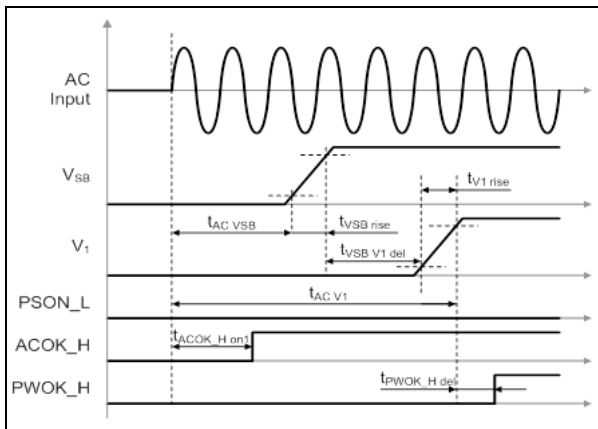 AC
Input
VSB
tV1 rise
tAC VSB
tVSB rise
V1
tVSB V1 del
PSON_L
tAC V1
ACOK_H
tACOK_H on1
PWOK_H
tPWOK_H del